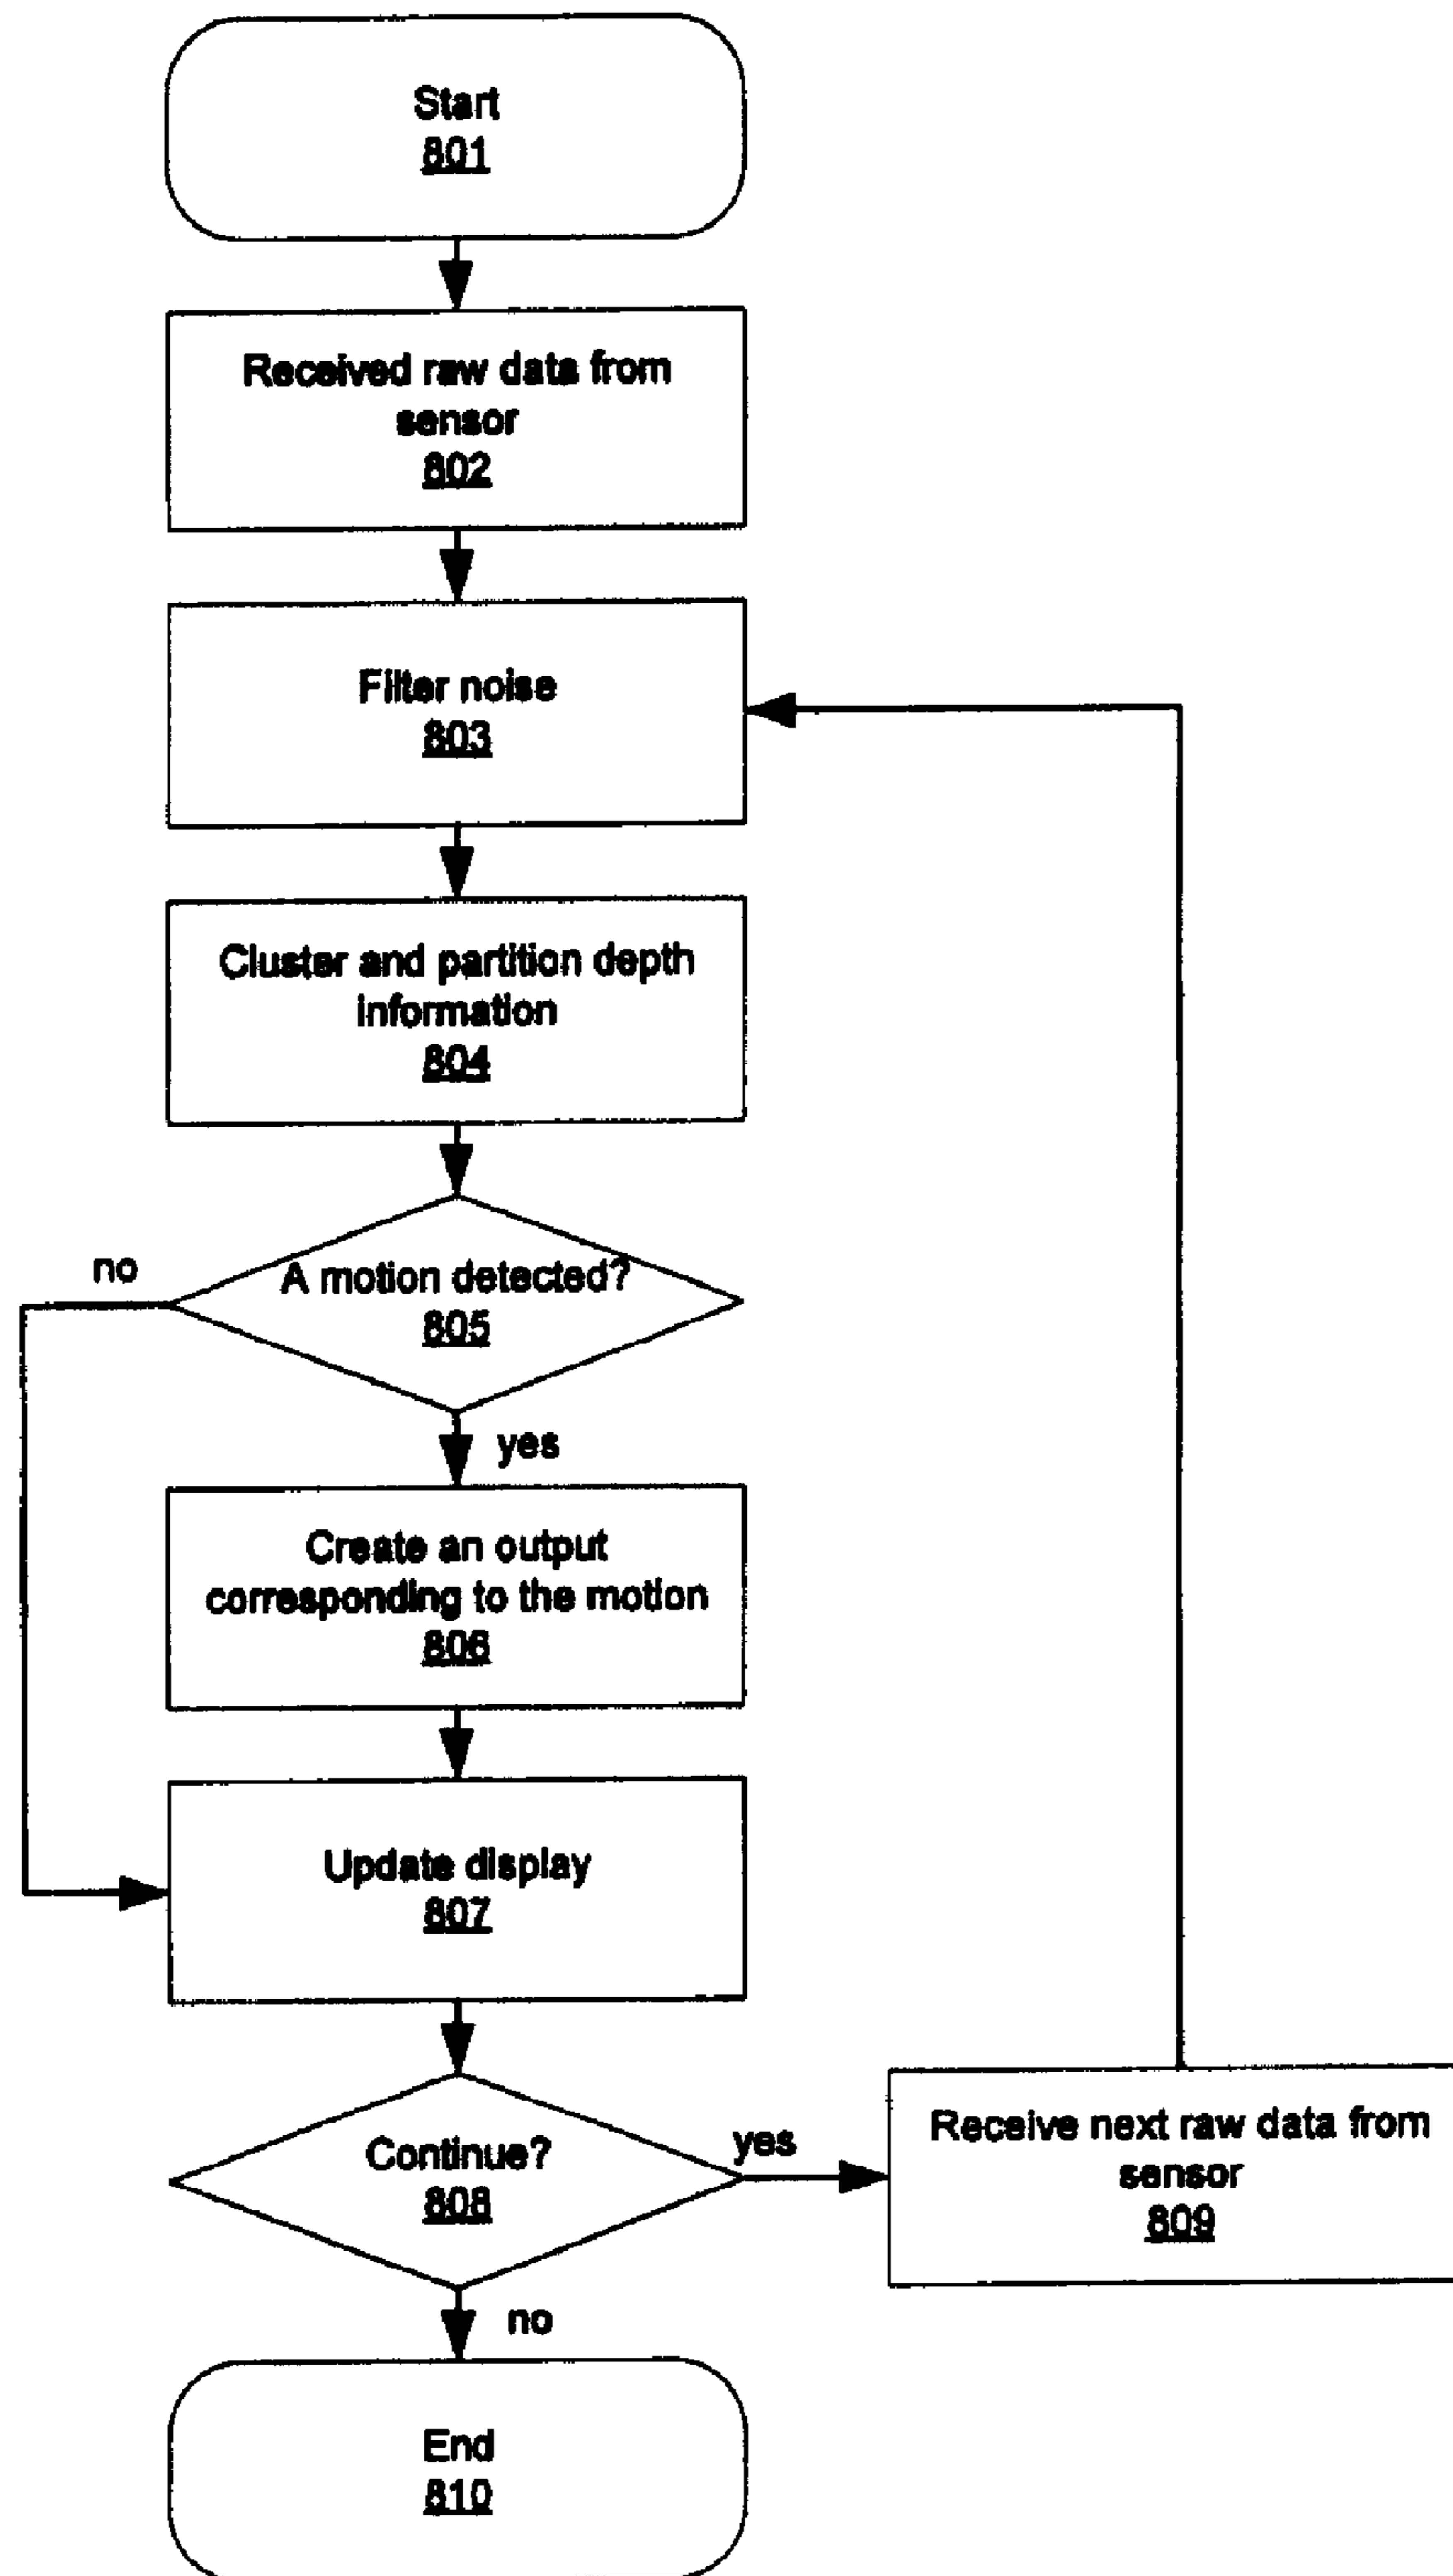 Start
801
Received raw data from
sensor
802
Filter noise
803
Cluster and partition depth
information
804
no
A motion detected?
805
yes
Create an output
corresponding to the motion
806
Update display
807
Continue?
808
yes
Receive next raw data from
sensor
809
no
End
810